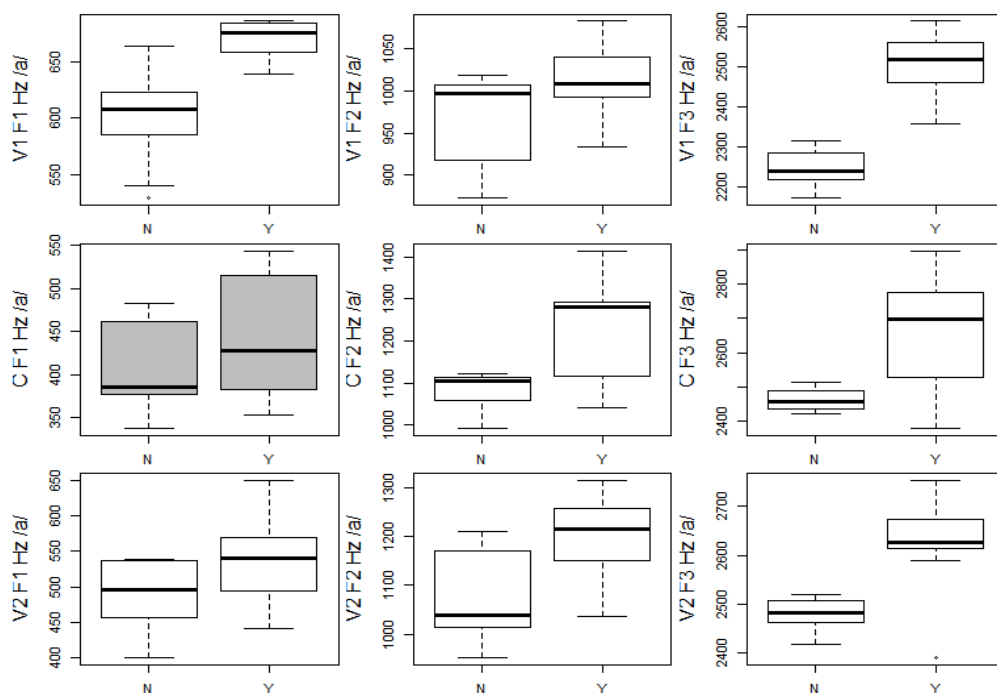 V1 F1 Hz /a/
550 600 650
N Y
V1 F2 Hz /a/
900 950 1000 1050
N Y
V1 F3 Hz /a/
2200 2300 2400 2500 2600
N Y
C F1 Hz /a/
350 400 450 500 550
N Y
C F2 Hz /a/
1000 1100 1200 1300 1400
N Y
C F3 Hz /a/
2400 2600 2800
N Y
V2 F1 Hz /a/
400 450 500 550 600 650
N Y
V2 F2 Hz /a/
1000 1100 1200 1300
N Y
V2 F3 Hz /a/
2400 2500 2600 2700
N Y